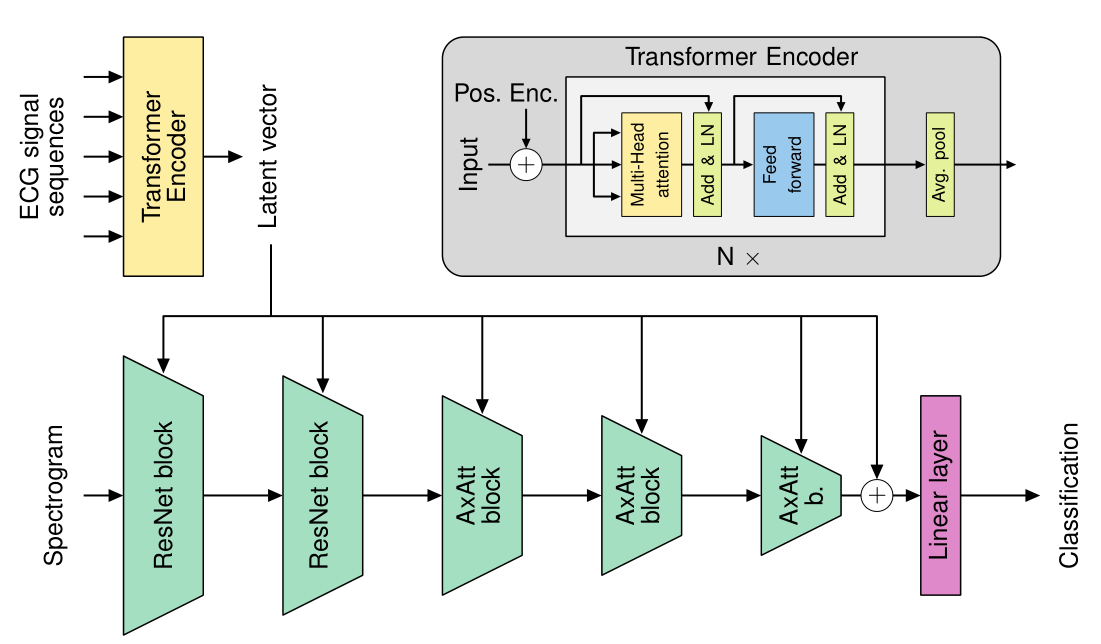 ECG signal
sequences
Transformer
Encoder
Latent vector
Transformer Encoder
Pos. Enc.
Input
+
Multi-Head
attention
Add & LN
Feed
forward
Add & LN
Avg. pool
N ×
Spectrogram
ResNet block
ResNet block
AxAtt
block
AxAtt
block
AxAtt
b.
+
Linear layer
Classification